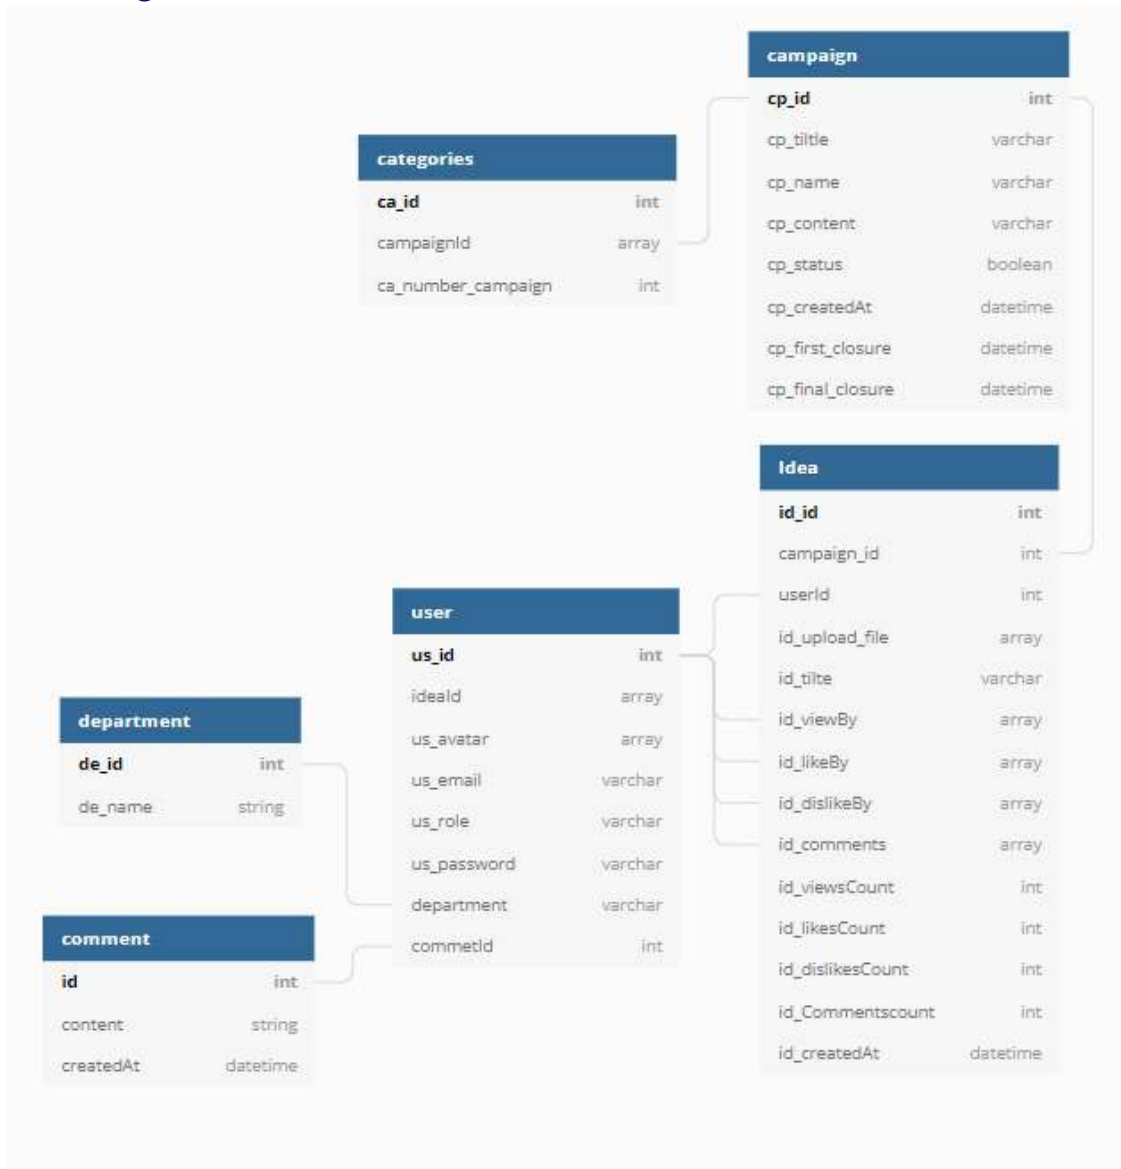 campaign
cp_id int
cp_tiltle varchar
cp_name varchar
cp_content varchar
cp_status boolean
cp_createdAt datetime
cp_first_closure datetime
cp_final_closure datetime
categories
ca_id int
campaignId array
ca_number_campaign int
Idea
id_id int
campaign_id int
userId int
id_upload_file array
id_tilte varchar
id_viewBy array
id_likeBy array
id_dislikeBy array
id_comments array
id_viewsCount int
id_likesCount int
id_dislikesCount int
id_Commentscount int
id_createdAt datetime
user
us_id int
ideaId array
us_avatar array
us_email varchar
us_role varchar
us_password varchar
department varchar
commetId int
department
de_id int
de_name string
comment
id int
content string
createdAt datetime